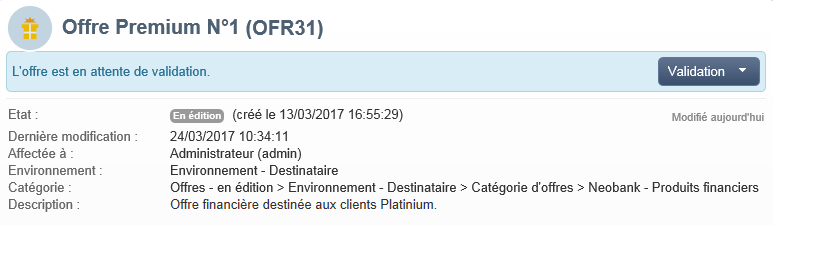 Offre Premium N°1 (OFR31)
L'offre est en attente de validation.
Validation
Etat : En édition (créé le 13/03/2017 16:55:29)
Modifié aujourd'hui
Dernière modification : 24/03/2017 10:34:11
Affectée à : Administrateur (admin)
Environnement : Environnement - Destinataire
Catégorie : Offres - en édition > Environnement - Destinataire > Catégorie d'offres > Neobank - Produits financiers
Description : Offre financière destinée aux clients Platinium.